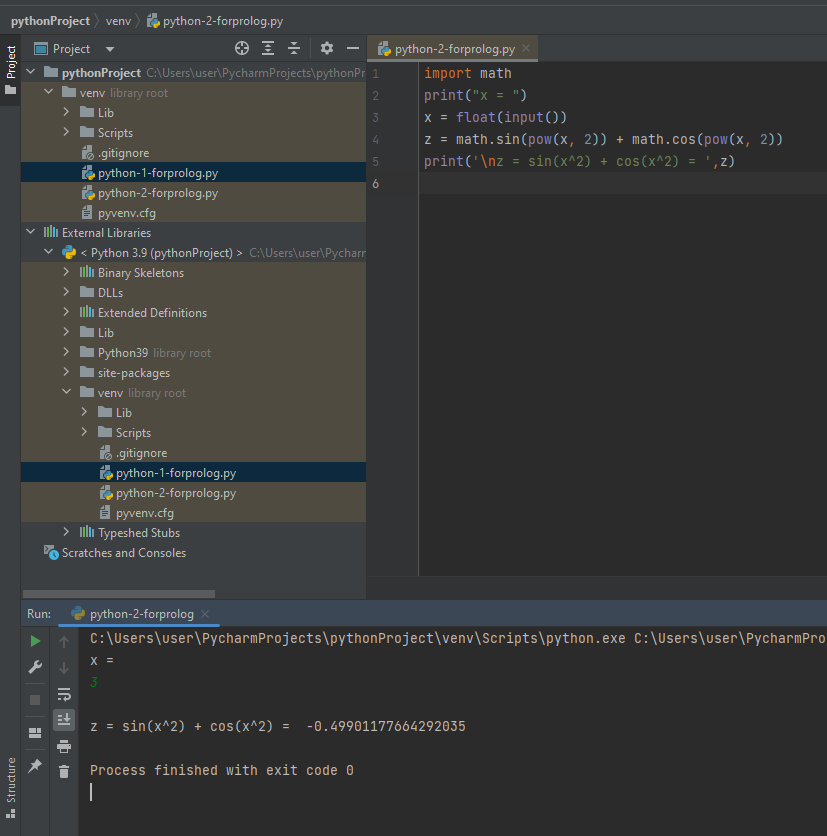 pythonProject venv python-2-forprolog.py
Project
Project
pythonProject C:\Users\user\PycharmProjects\pythonPr
venv library root
Lib
Scripts
.gitignore
python-1-forprolog.py
python-2-forprolog.py
pyvenv.cfg
External Libraries
< Python 3.9 (pythonProject) > C:\Users\user\Pycharm
Binary Skeletons
DLLs
Extended Definitions
Lib
Python39 library root
site-packages
venv library root
Lib
Scripts
.gitignore
python-1-forprolog.py
python-2-forprolog.py
pyvenv.cfg
Typeshed Stubs
Scratches and Consoles
python-2-forprolog.py
1 import math
2 print("x = ")
3 x = float(input())
4 z = math.sin(pow(x, 2)) + math.cos(pow(x, 2))
5 print('\nz = sin(x^2) + cos(x^2) = ',z)
6
Run: python-2-forprolog
C:\Users\user\PycharmProjects\pythonProject\venv\Scripts\python.exe C:\Users\user\PycharmPro
x =
3
z = sin(x^2) + cos(x^2) =  -0.49901177664292035
Process finished with exit code 0
Structure